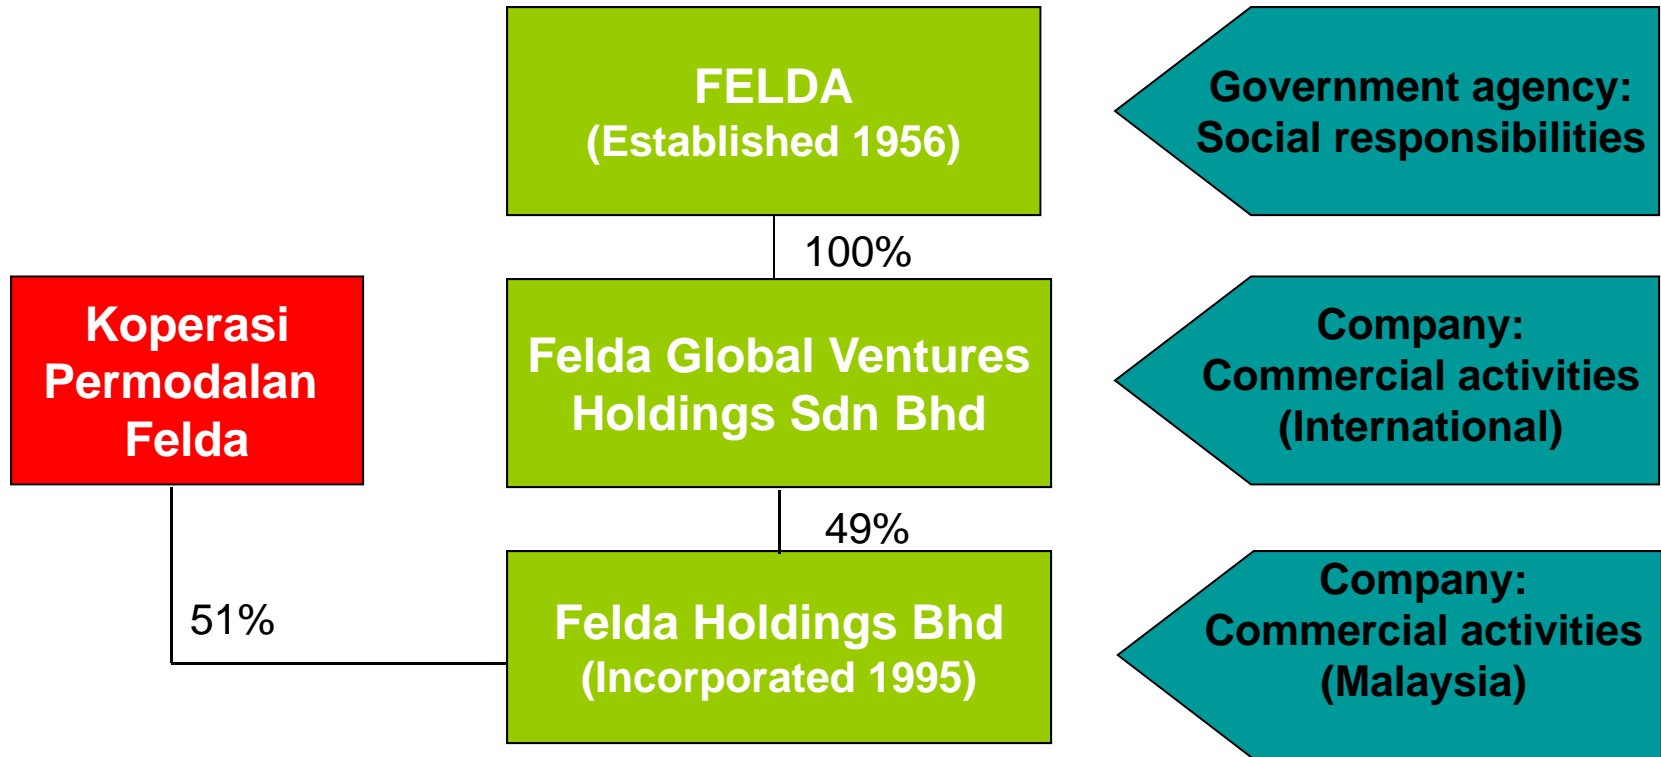 FELDA
(Established 1956)
Government agency:
Social responsibilities
100%
Koperasi
Permodalan
Felda
Felda Global Ventures
Holdings Sdn Bhd
Company:
Commercial activities
(International)
49%
51%
Felda Holdings Bhd
(Incorporated 1995)
Company:
Commercial activities
(Malaysia)